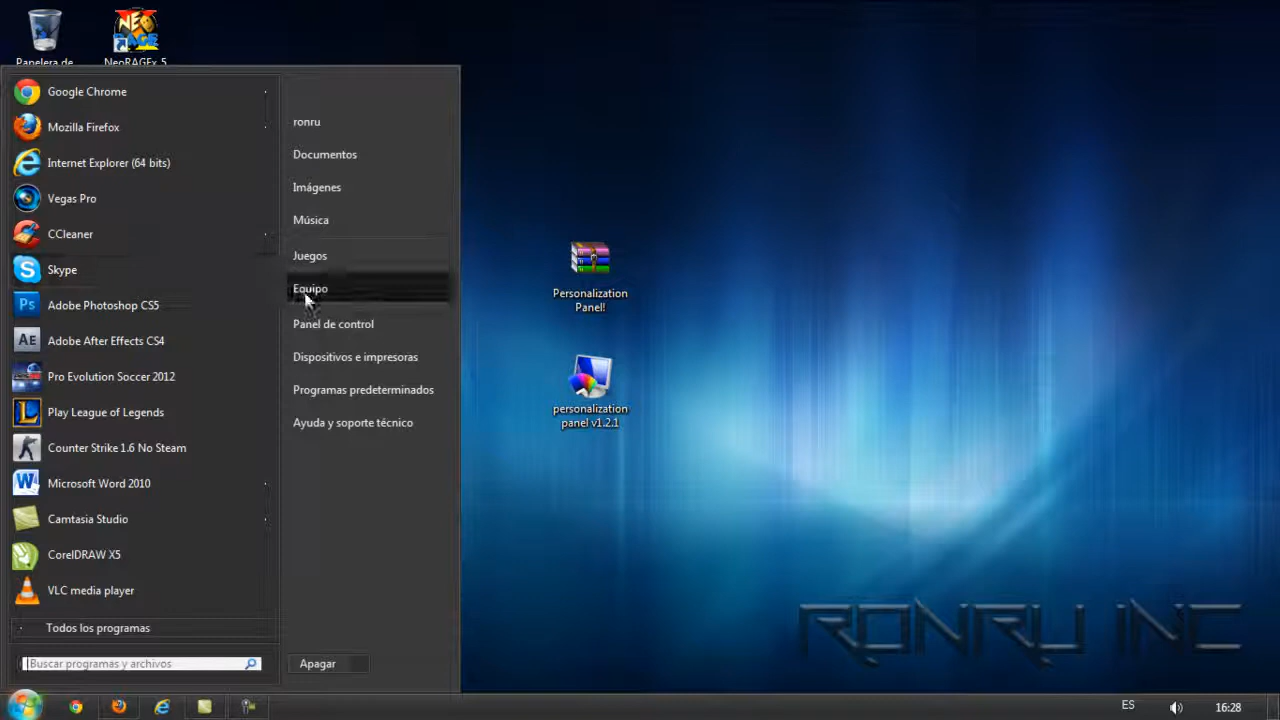 Papelera de
NEO
RAGE
NeoRAGEx 5
Google Chrome
Mozilla Firefox
Internet Explorer (64 bits)
Vegas Pro
CCleaner
Skype
Adobe Photoshop CS5
Adobe After Effects CS4
Pro Evolution Soccer 2012
Play League of Legends
Counter Strike 1.6 No Steam
Microsoft Word 2010
Camtasia Studio
CorelDRAW X5
VLC media player
Todos los programas
Buscar programas y archivos
ronru
Documentos
Imágenes
Música
Juegos
Equipo
Panel de control
Dispositivos e impresoras
Programas predeterminados
Ayuda y soporte técnico
Apagar
Personalization
Panel!
personalization
panel v1.2.1
RONRU INC
ES
16:28